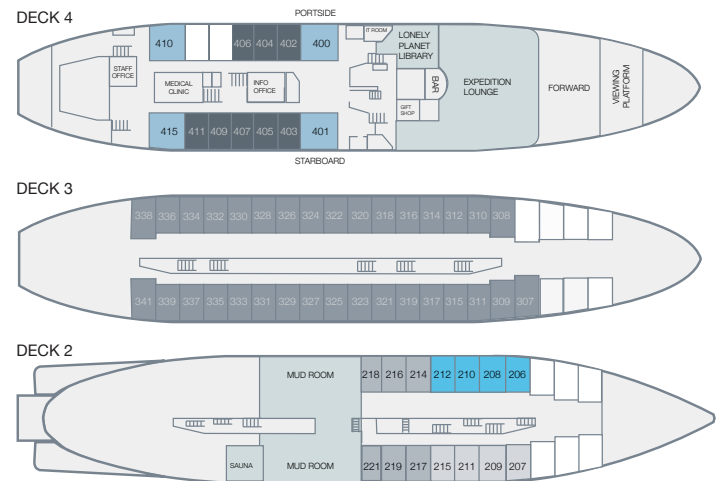 DECK 4
PORTSIDE
410 406 404 402 400
IT ROOM
LONELY
PLANET
LIBRARY
STAFF
OFFICE
MEDICAL
CLINIC
INFO
OFFICE
BAR
EXPEDITION
LOUNGE
FORWARD
VIEWING
PLATFORM
GIFT
SHOP
415 411 409 407 405 403 401
STARBOARD
DECK 3
338 336 334 332 330 328 326 324 322 320 318 316 314 312 310 308
341 339 337 335 333 331 329 327 325 323 321 319 317 315 311 309 307
DECK 2
MUD ROOM
218 216 214 212 210 208 206
SAUNA
MUD ROOM
221 219 217 215 211 209 207